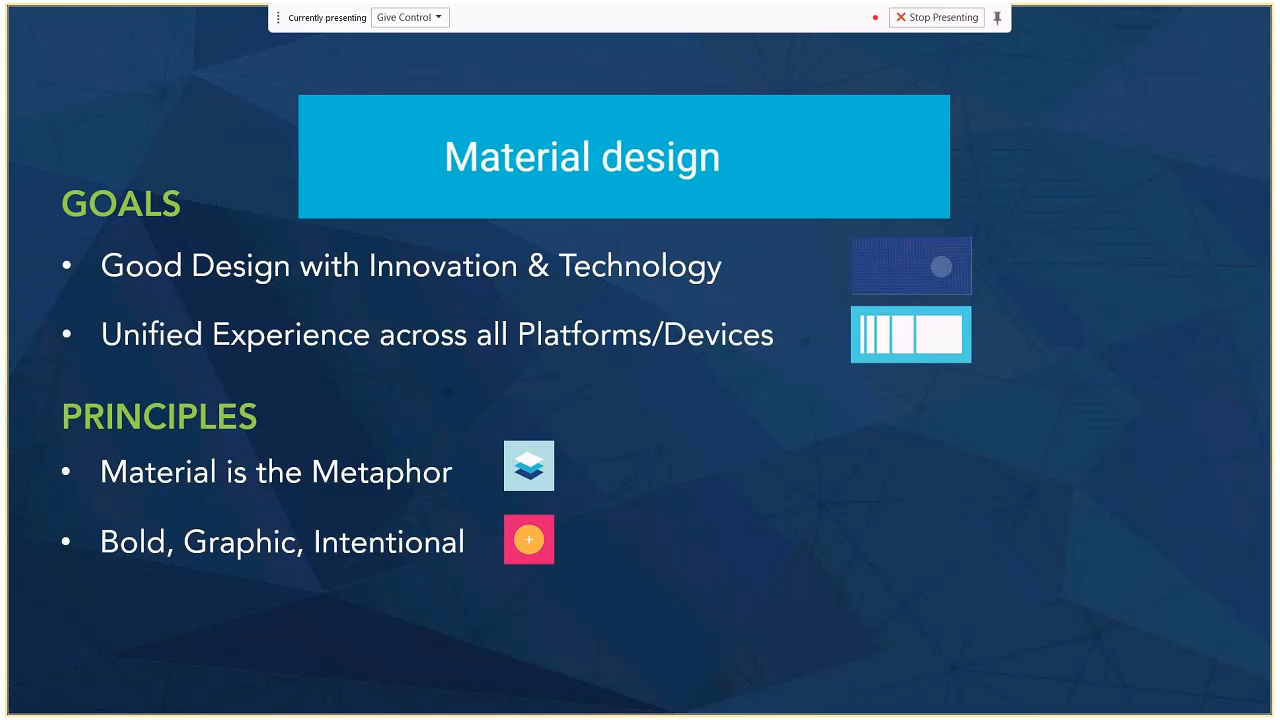 Currently presenting Give Control Stop Presenting
Material design
GOALS
• Good Design with Innovation & Technology
• Unified Experience across all Platforms/Devices
PRINCIPLES
• Material is the Metaphor
• Bold, Graphic, Intentional